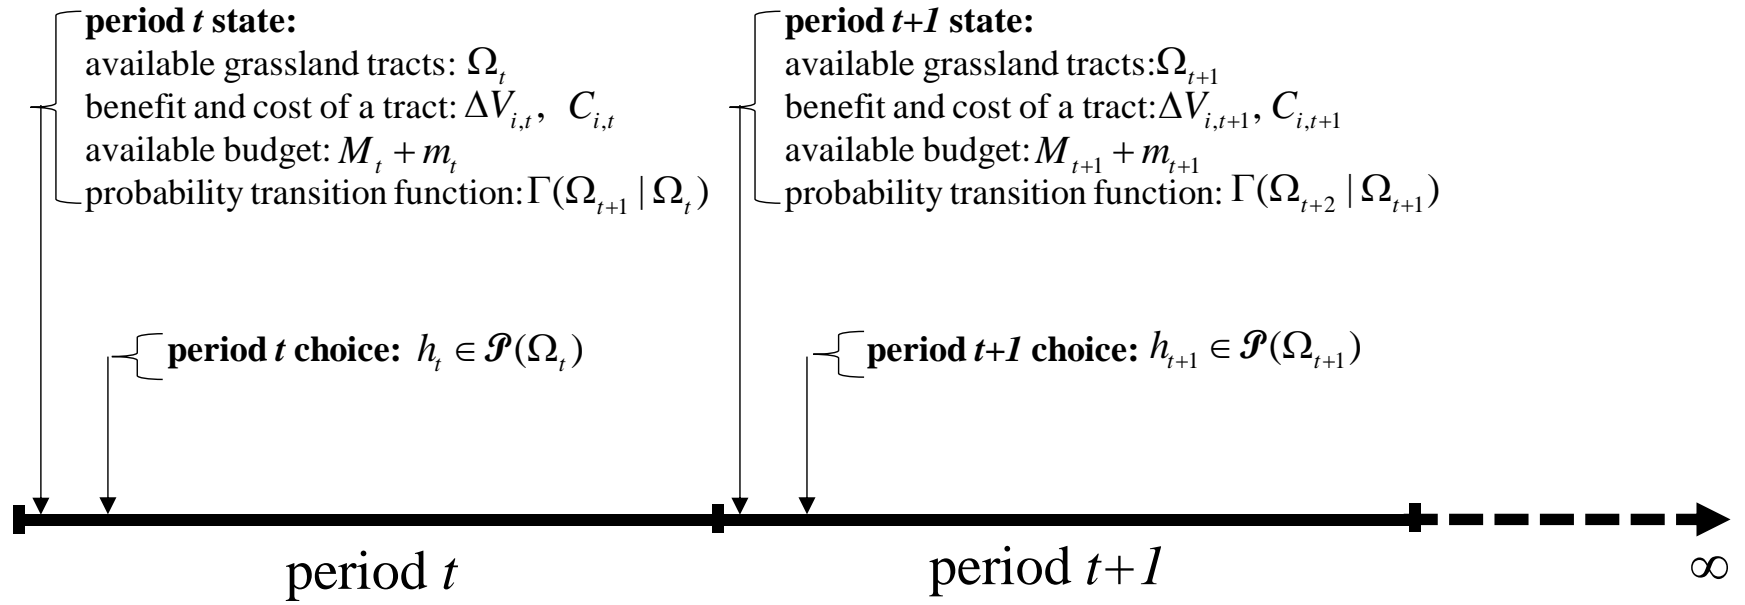 period t state:
available grassland tracts: Ω_t
benefit and cost of a tract: ΔV_{i,t}, C_{i,t}
available budget: M_t + m_t
probability transition function: Γ(Ω_{t+1} | Ω_t)
period t+1 state:
available grassland tracts: Ω_{t+1}
benefit and cost of a tract: ΔV_{i,t+1}, C_{i,t+1}
available budget: M_{t+1} + m_{t+1}
probability transition function: Γ(Ω_{t+2} | Ω_{t+1})
period t choice: h_t ∈ 𝒫(Ω_t)
period t+1 choice: h_{t+1} ∈ 𝒫(Ω_{t+1})
period t
period t+1
∞